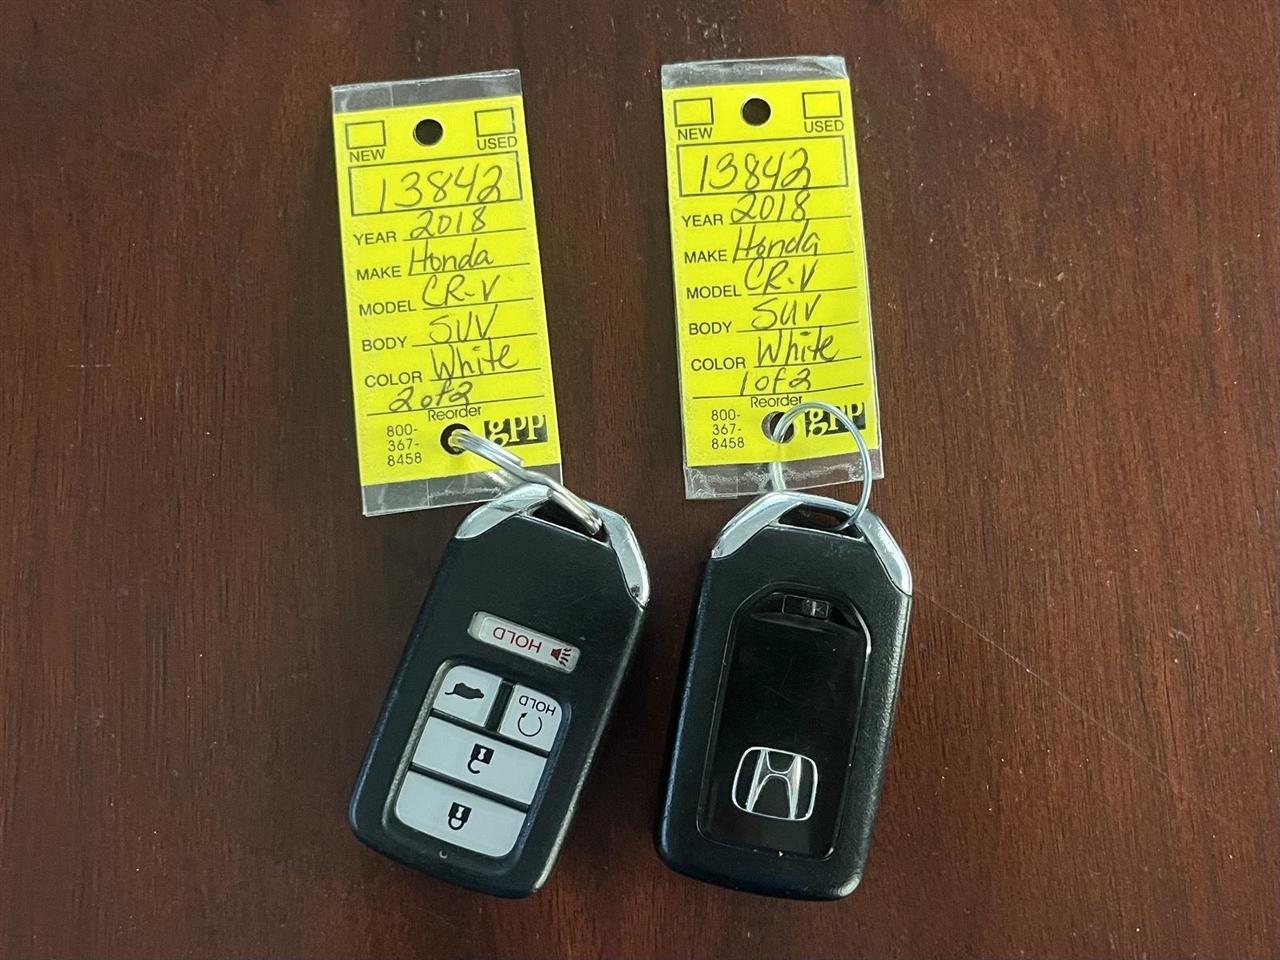 NEW USED
13842
YEAR 2018
MAKE Honda
MODEL CR-V
BODY SUV
COLOR White
2 of 2
Reorder
800-
367-
8458
gPP
HOLD
HOLD
NEW USED
13842
YEAR 2018
MAKE Honda
MODEL CR-V
BODY SUV
COLOR White
1 of 2
Reorder
800-
367-
8458
gPP